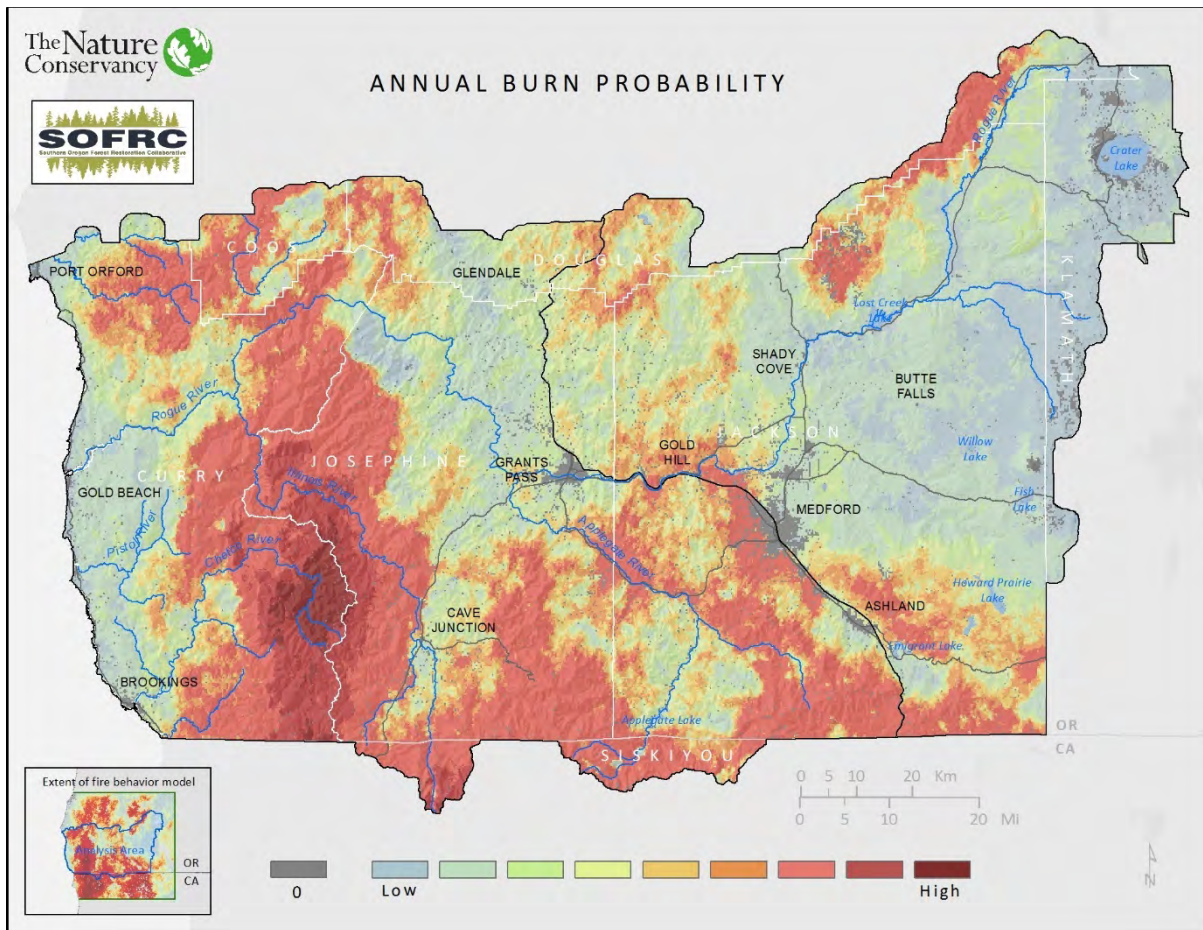 The Nature
Conservancy
SOFRC
Southern Oregon Forest Restoration Collaborative
ANNUAL BURN PROBABILITY
Rogue River
Crater
Lake
COOS
PORT ORFORD
GLENDALE
DOUGLAS
KLAMATH
Lost Creek
Lake
SHADY
COVE
BUTTE
FALLS
Rogue River
JACKSON
GOLD
HILL
Willow
Lake
CURRY
JOSEPHINE
GRANTS
PASS
GOLD BEACH
Illinois River
Fish
Lake
MEDFORD
Pistol River
Chetco River
Applegate River
Howard Prairie
Lake
ASHLAND
CAVE
JUNCTION
Emigrant Lake
BROOKINGS
Applegate Lake
OR
CA
SISKIYOU
Extent of fire behavior model
Analysis Area
OR
CA
0 5 10 20 Km
0 5 10 20 Mi
N
0
Low
High